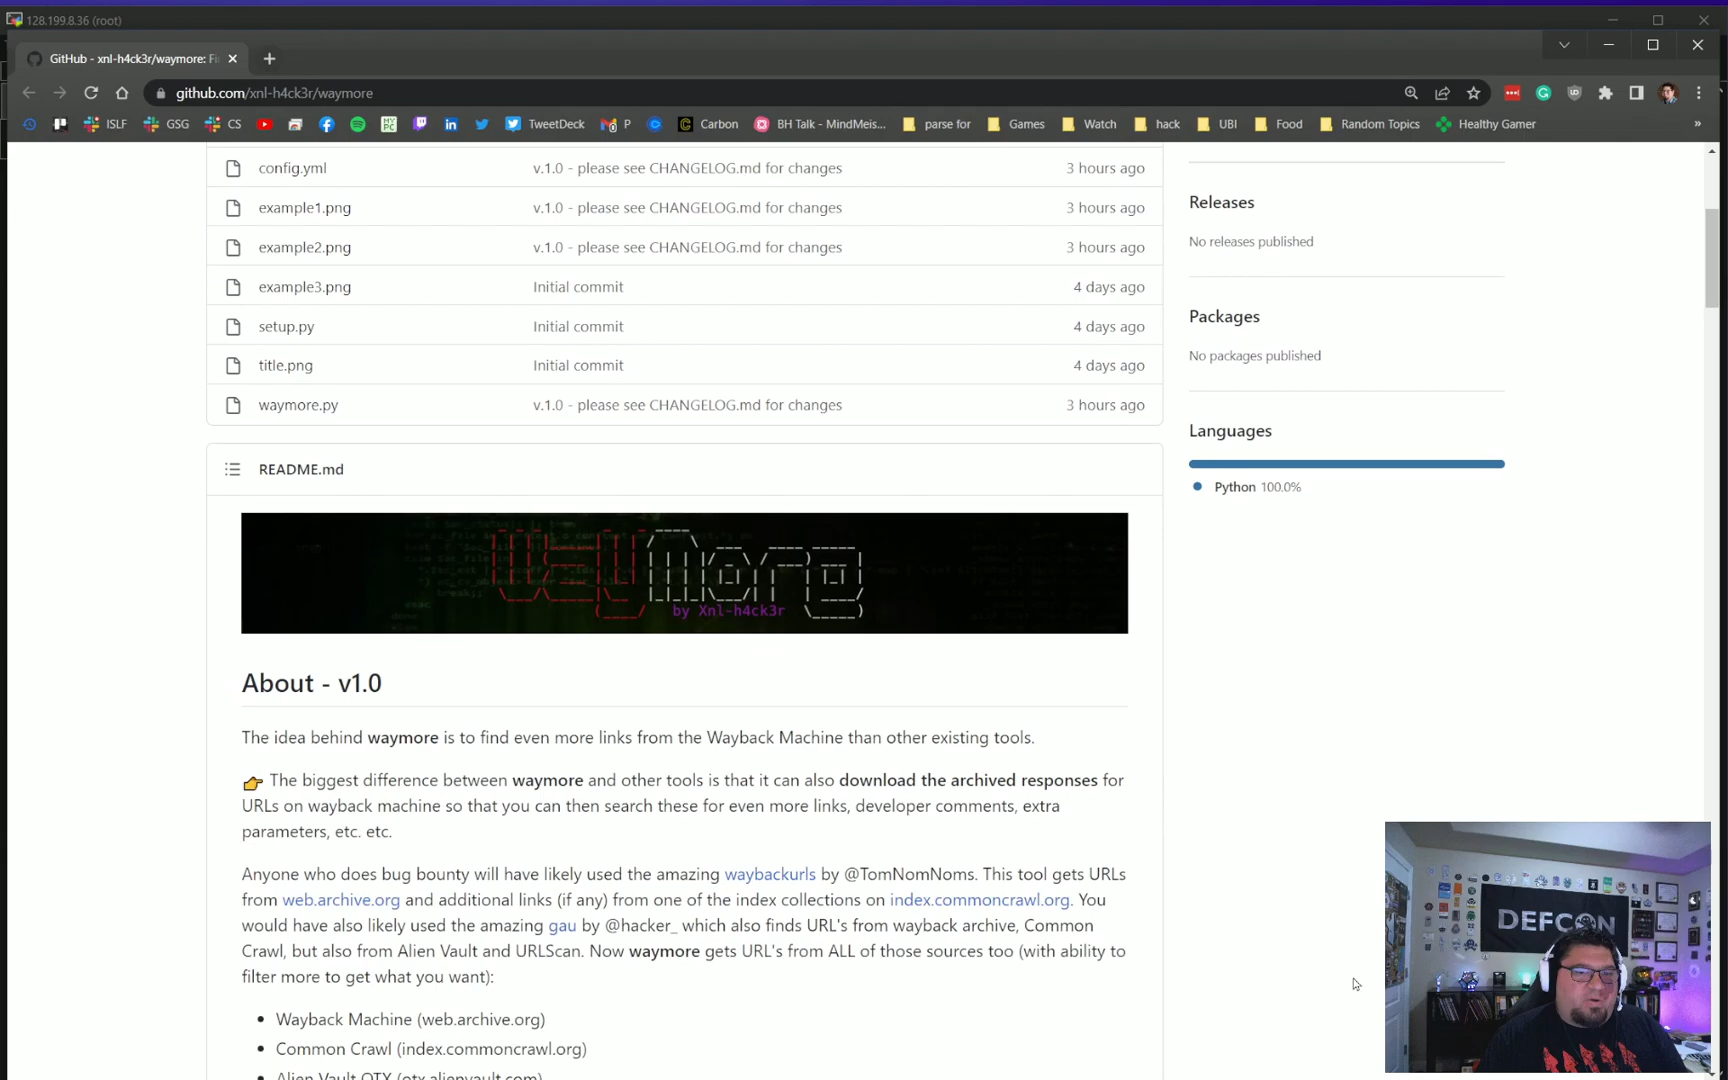 128.199.8.36 (root)
GitHub - xnl-h4ck3r/waymore: Fi
github.com/xnl-h4ck3r/waymore
ISLF GSG CS TweetDeck P Carbon BH Talk - MindMeis... parse for Games Watch hack UBI Food Random Topics Healthy Gamer »
config.yml v.1.0 - please see CHANGELOG.md for changes 3 hours ago
example1.png v.1.0 - please see CHANGELOG.md for changes 3 hours ago
example2.png v.1.0 - please see CHANGELOG.md for changes 3 hours ago
example3.png Initial commit 4 days ago
setup.py Initial commit 4 days ago
title.png Initial commit 4 days ago
waymore.py v.1.0 - please see CHANGELOG.md for changes 3 hours ago
Releases
No releases published
Packages
No packages published
Languages
Python 100.0%
README.md
waymore
by Xnl-h4ck3r
About - v1.0
The idea behind waymore is to find even more links from the Wayback Machine than other existing tools.
👉 The biggest difference between waymore and other tools is that it can also download the archived responses for
URLs on wayback machine so that you can then search these for even more links, developer comments, extra
parameters, etc. etc.
Anyone who does bug bounty will have likely used the amazing waybackurls by @TomNomNoms. This tool gets URLs
from web.archive.org and additional links (if any) from one of the index collections on index.commoncrawl.org. You
would have also likely used the amazing gau by @hacker_ which also finds URL's from wayback archive, Common
Crawl, but also from Alien Vault and URLScan. Now waymore gets URL's from ALL of those sources too (with ability to
filter more to get what you want):
• Wayback Machine (web.archive.org)
• Common Crawl (index.commoncrawl.org)
• Alien Vault OTX (otx.alienvault.com)
DEFCON